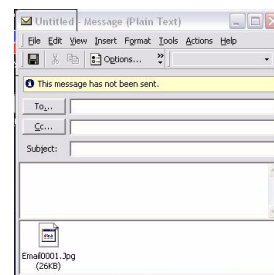 Untitled - Message (Plain Text)
File Edit View Insert Format Tools Actions Help
Options...
This message has not been sent.
To...
Cc...
Subject:
Email0001.Jpg
(26KB)